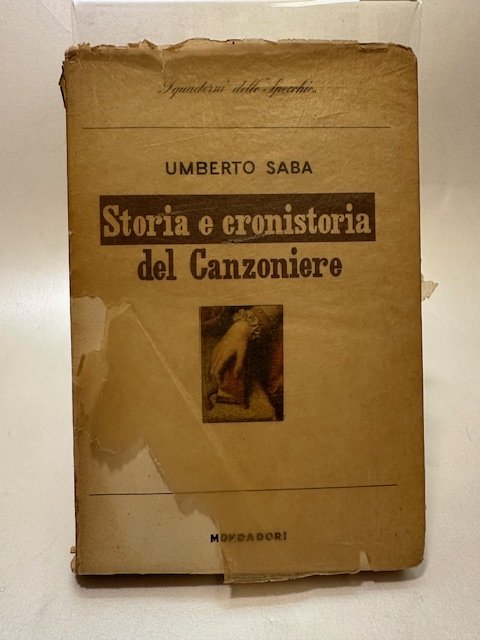 I quaderni dello Specchio
UMBERTO SABA
Storia e cronistoria
del Canzoniere
MONDADORI